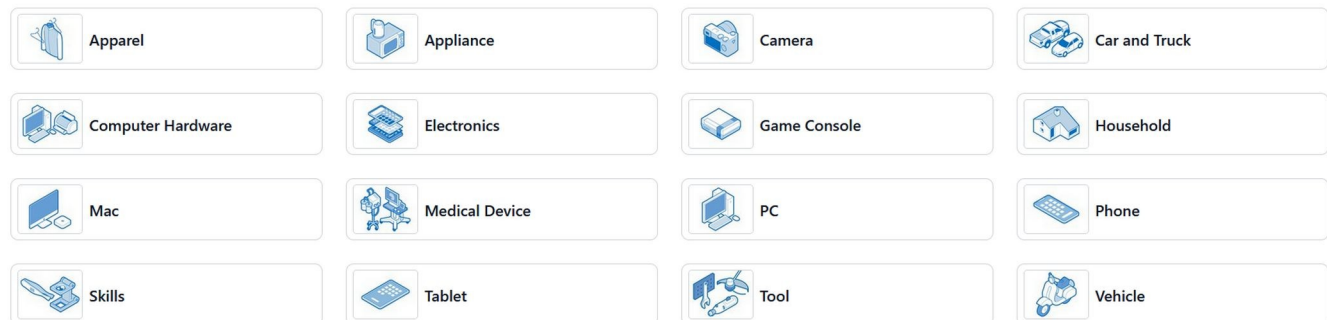 Apparel
Appliance
Camera
Car and Truck
Computer Hardware
Electronics
Game Console
Household
Mac
Medical Device
PC
Phone
Skills
Tablet
Tool
Vehicle